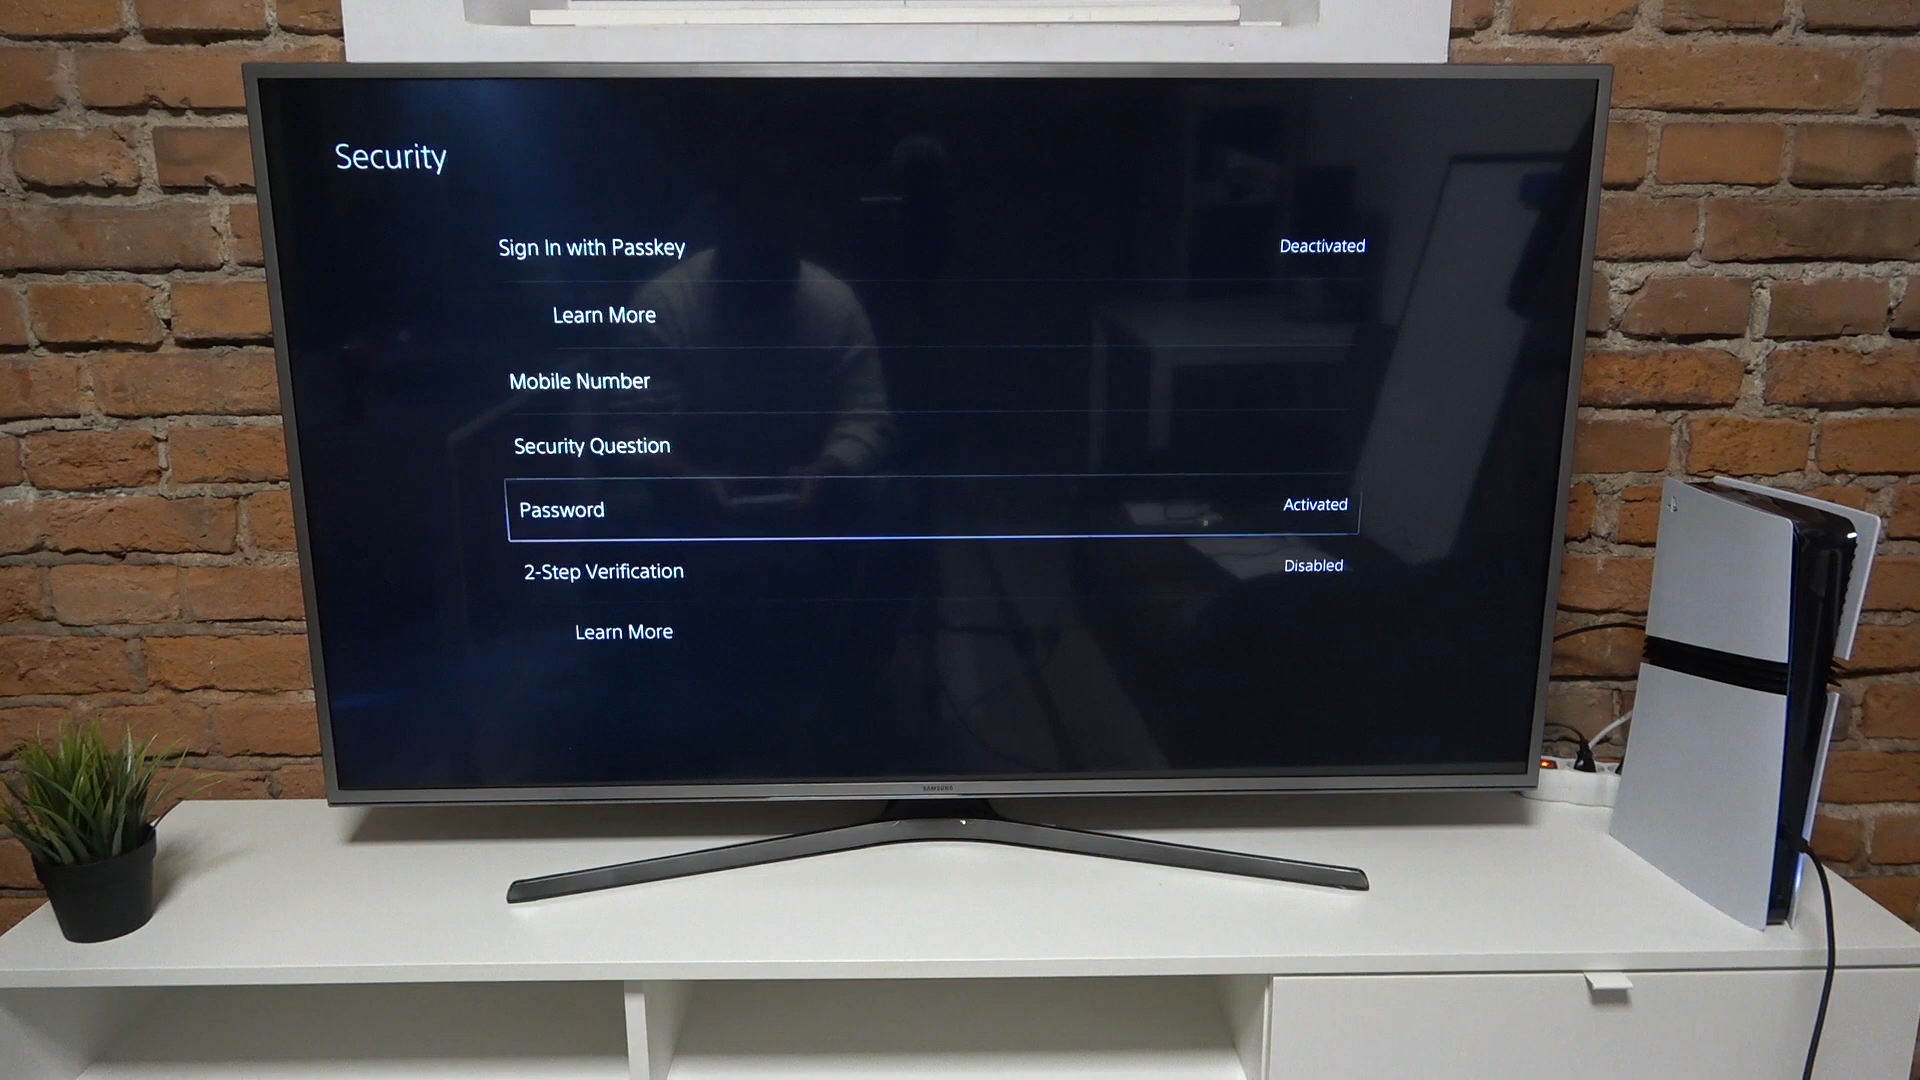 Security
Sign In with Passkey Deactivated
Learn More
Mobile Number
Security Question
Password Activated
2-Step Verification Disabled
Learn More
SAMSUNG